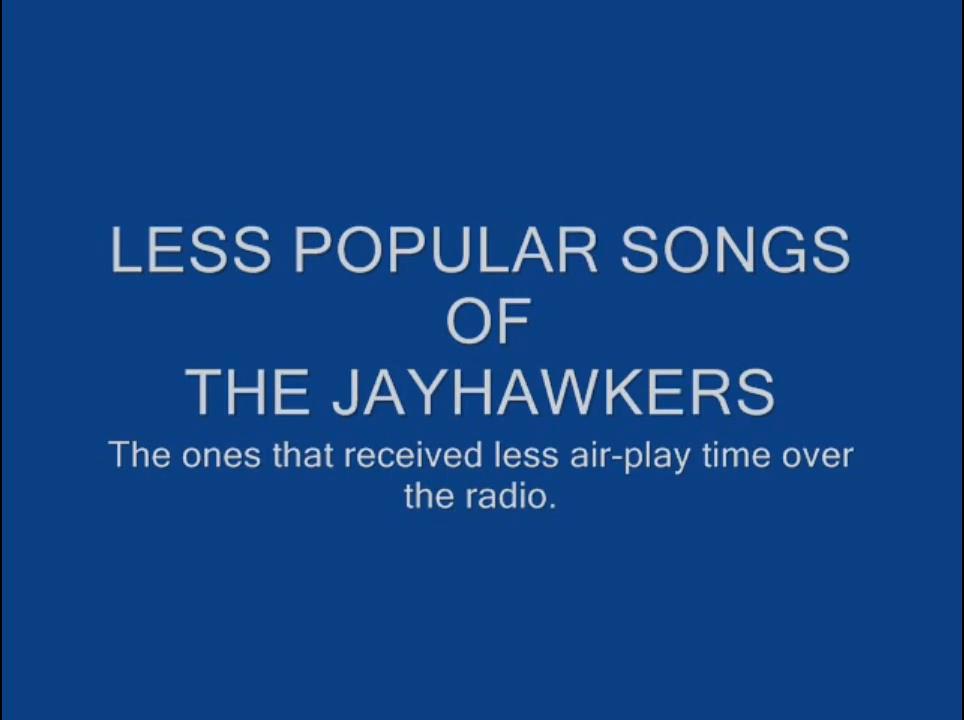 LESS POPULAR SONGS
OF
THE JAYHAWKERS
The ones that received less air-play time over
the radio.